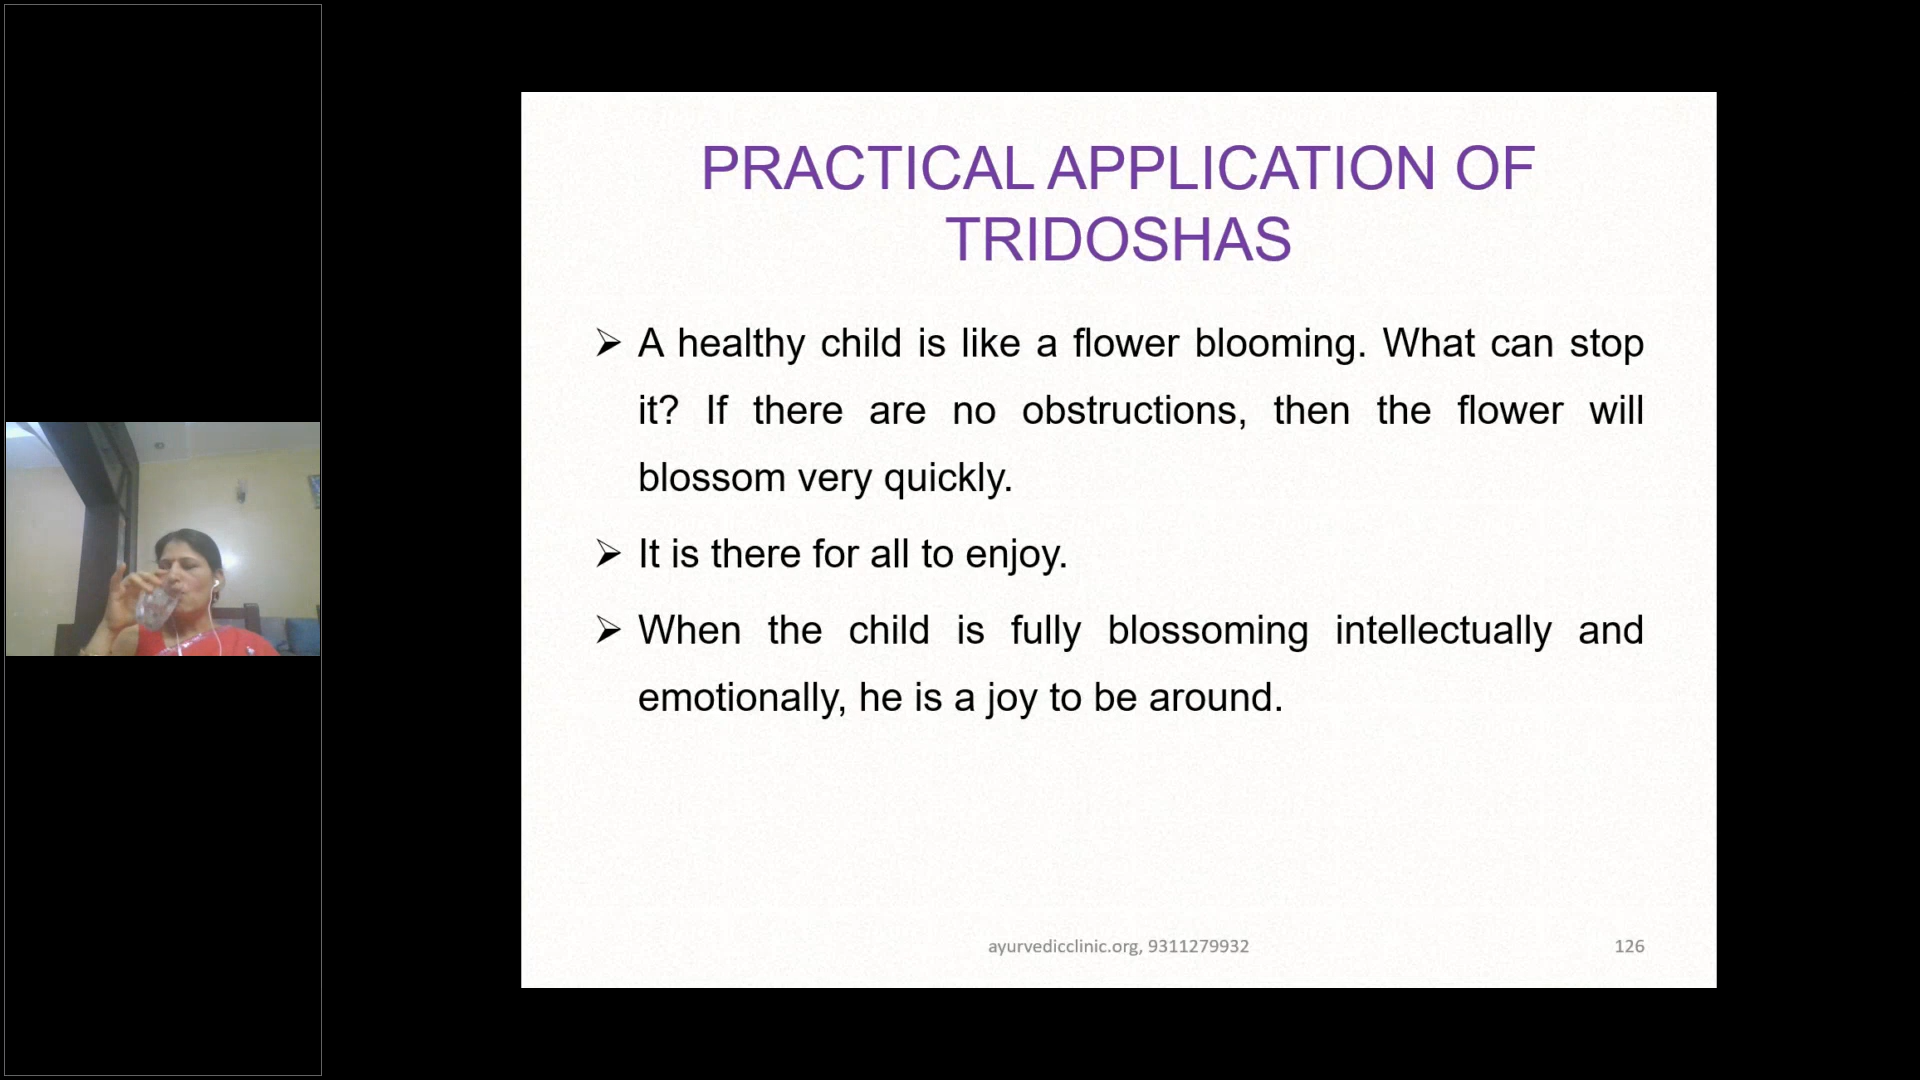 PRACTICAL APPLICATION OF
TRIDOSHAS
➢ A healthy child is like a flower blooming. What can stop
it? If there are no obstructions, then the flower will
blossom very quickly.
➢ It is there for all to enjoy.
➢ When the child is fully blossoming intellectually and
emotionally, he is a joy to be around.
ayurvedicclinic.org, 9311279932
126